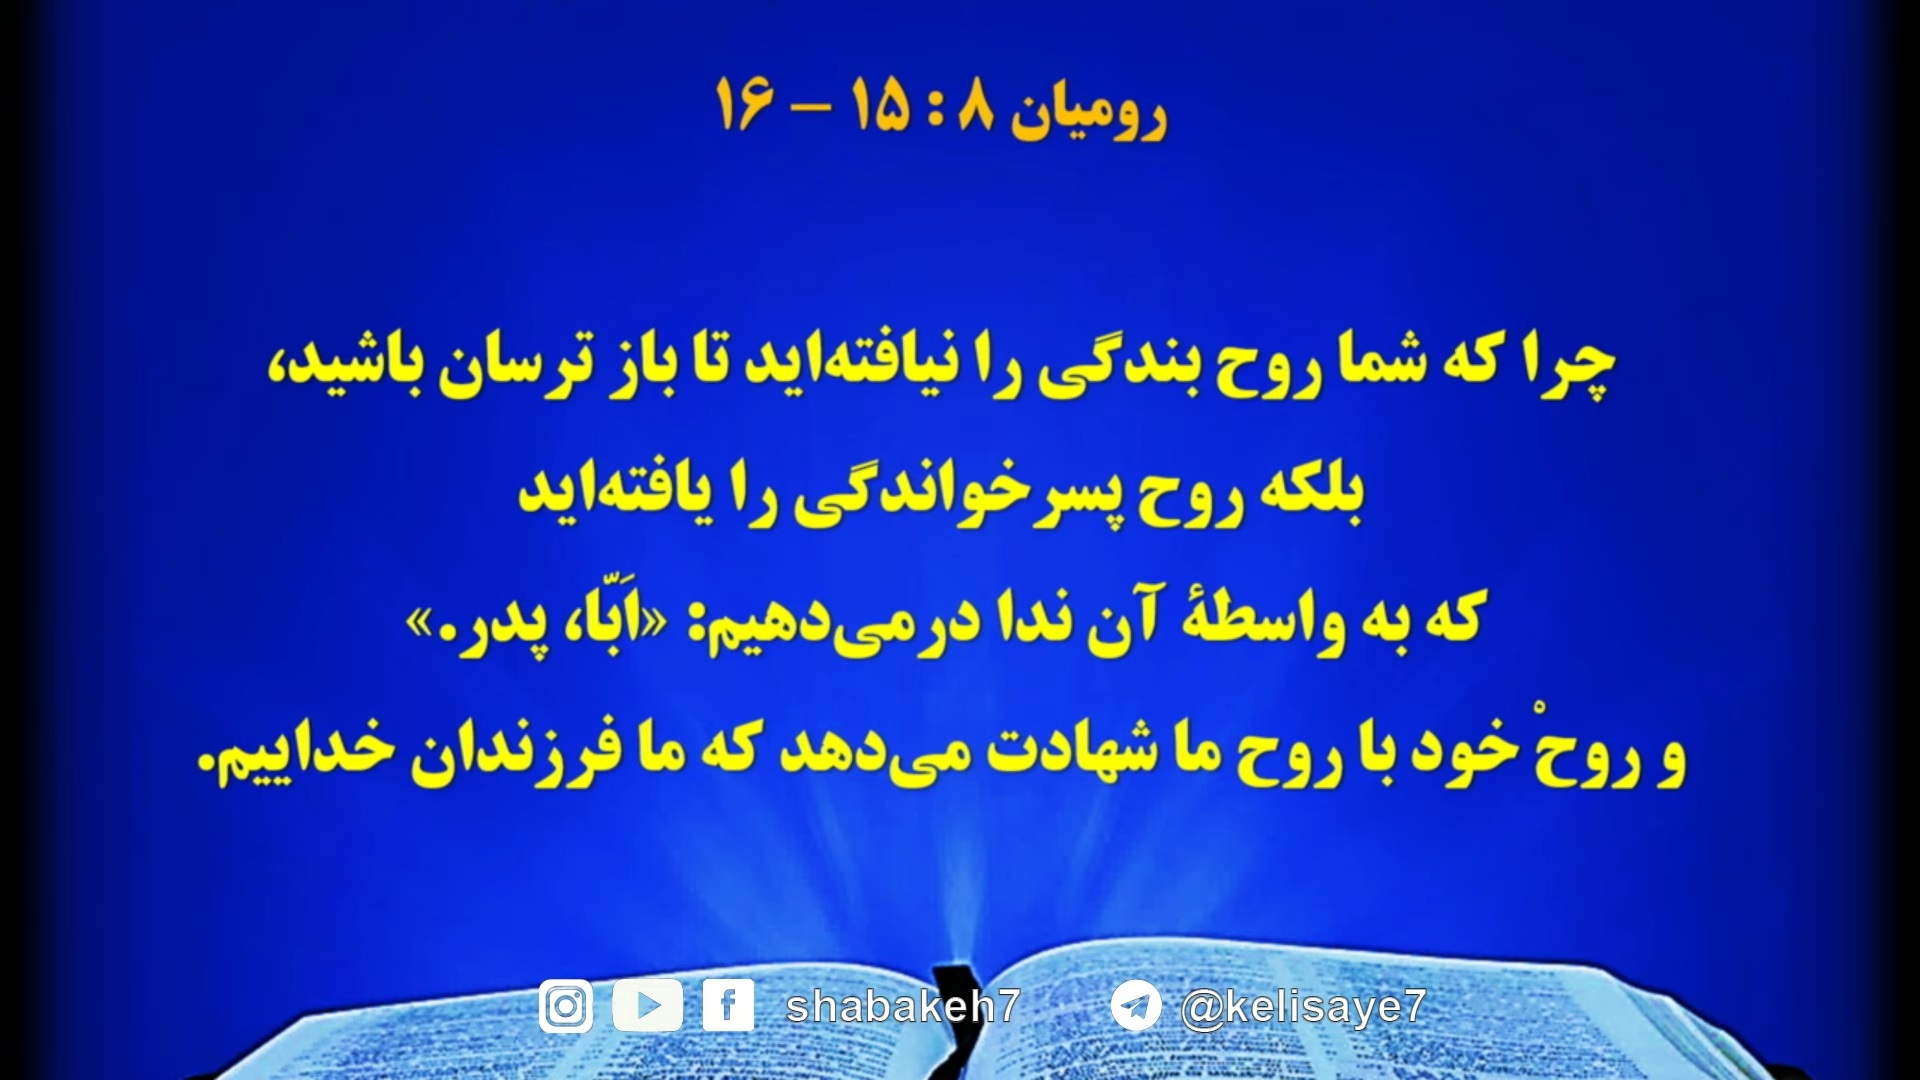 رومیان ۸ : ۱۵ – ۱۶
چرا که شما روح بندگی را نیافته‌اید تا باز ترسان باشید،
بلکه روح پسرخواندگی را یافته‌اید
که به واسطهٔ آن ندا درمی‌دهیم: «اَبّا، پدر.»
و روحْ خود با روح ما شهادت می‌دهد که ما فرزندان خداییم.
shabakeh7 @kelisaye7